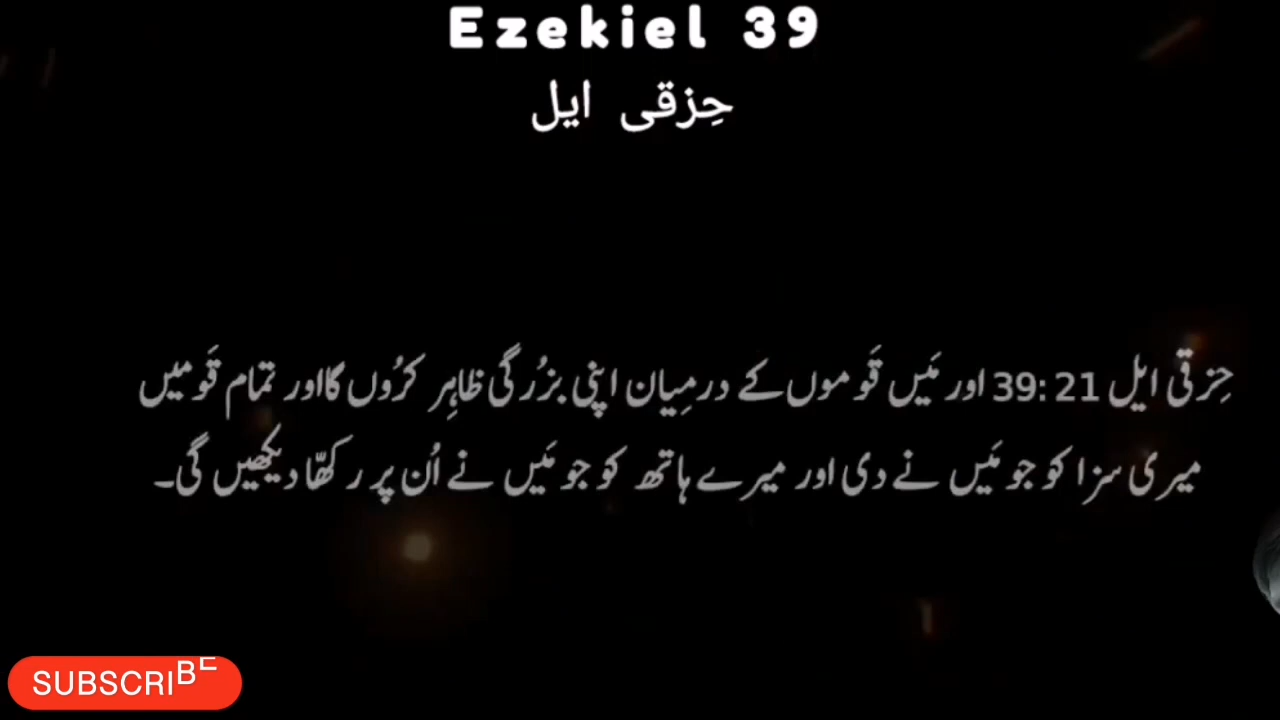 Ezekiel 39
حِزقی ایل
حِزقی ایل 39:21 اور مَیں قَوموں کے درمِیان اپنی بزُرگی ظاہِر کرُوں گااور تمام قَومیں
میری سزا کو جو مَیں نے دی اور میرے ہاتھ کو جو مَیں نے اُن پر رکھّا دیکھیں گی۔
SUBSCRIBE